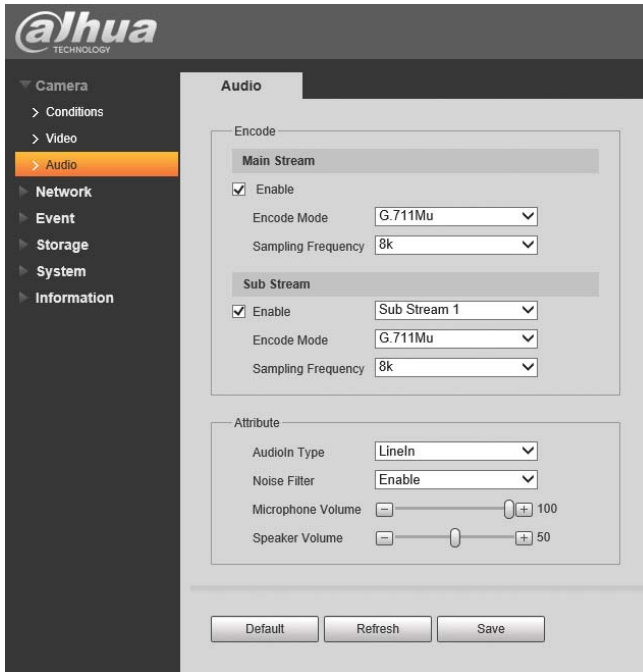 alhua
TECHNOLOGY
Camera
Conditions
Video
Audio
Network
Event
Storage
System
Information
Audio
Encode
Main Stream
Enable
Encode Mode G.711Mu
Sampling Frequency 8k
Sub Stream
Enable Sub Stream 1
Encode Mode G.711Mu
Sampling Frequency 8k
Attribute
AudioIn Type LineIn
Noise Filter Enable
Microphone Volume 100
Speaker Volume 50
Default Refresh Save